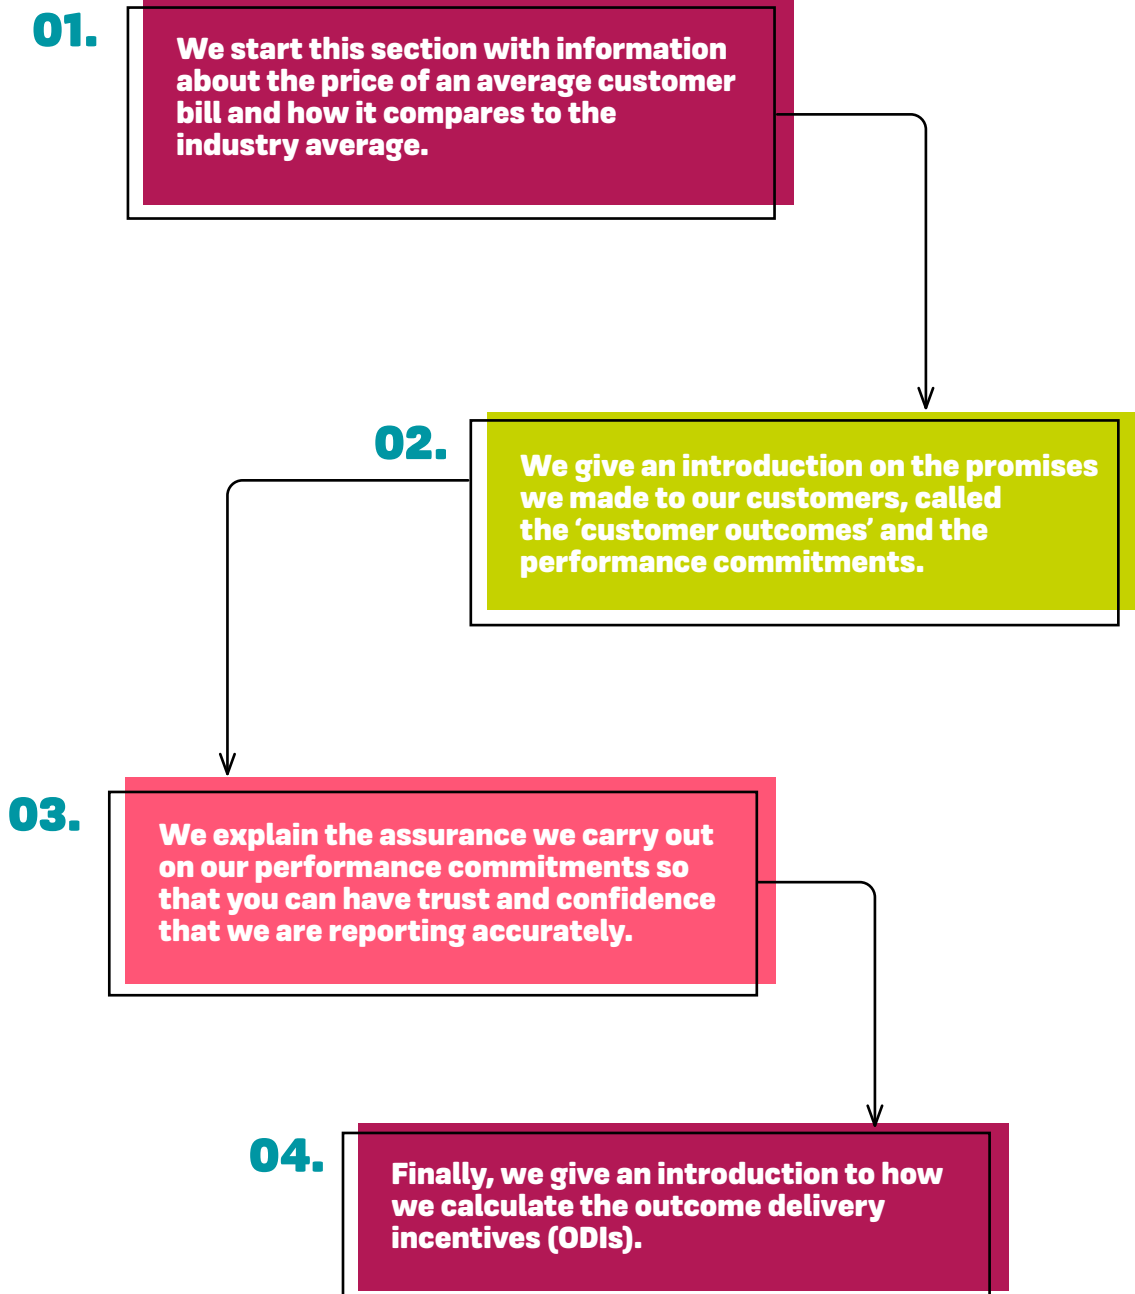 01.
We start this section with information
about the price of an average customer
bill and how it compares to the
industry average.
02.
We give an introduction on the promises
we made to our customers, called
the ‘customer outcomes’ and the
performance commitments.
03.
We explain the assurance we carry out
on our performance commitments so
that you can have trust and confidence
that we are reporting accurately.
04.
Finally, we give an introduction to how
we calculate the outcome delivery
incentives (ODIs).